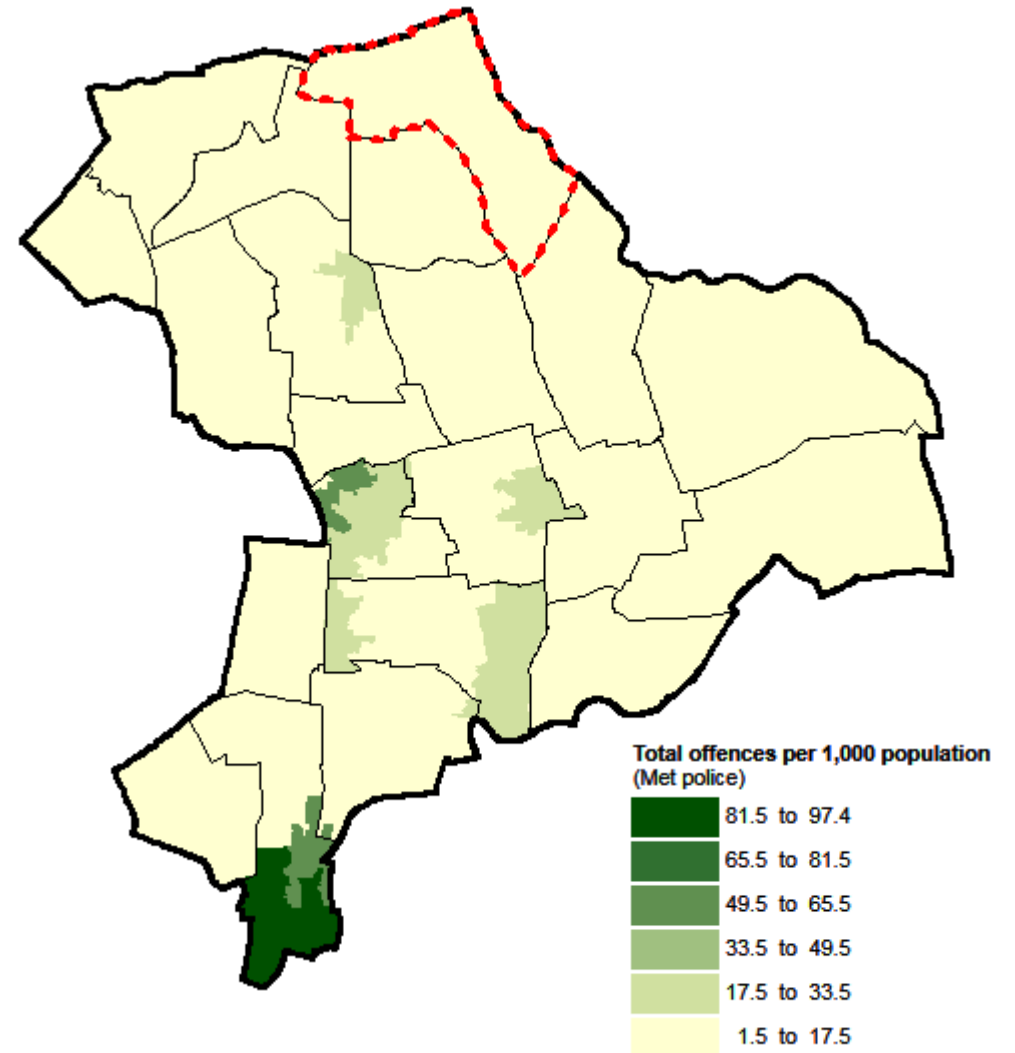 Total offences per 1,000 population
(Met police)
81.5 to 97.4
65.5 to 81.5
49.5 to 65.5
33.5 to 49.5
17.5 to 33.5
1.5 to 17.5